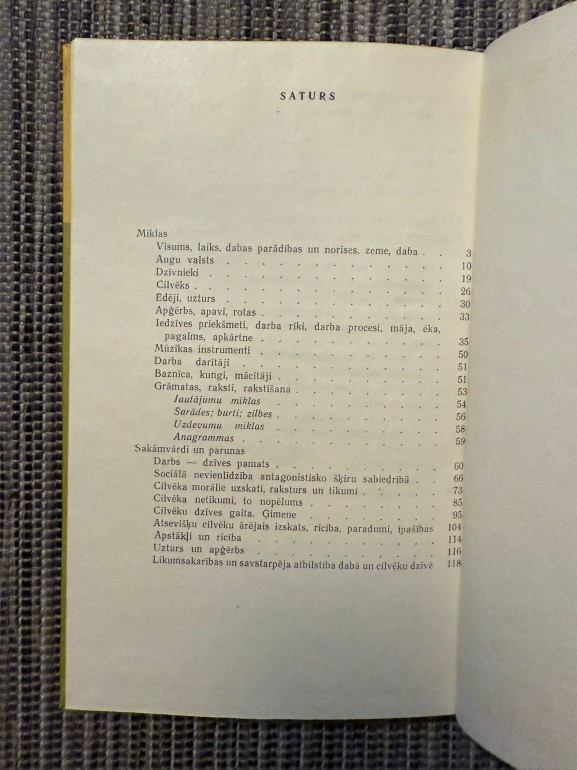 SATURS
Mīklas
Visums, laiks, dabas parādības un norises, zeme, daba . . 3
Augu valsts . . . . . . . . . . . . 10
Dzīvnieki . . . . . . . . . . . . . 19
Cilvēks . . . . . . . . . . . . . 26
Edēji, uzturs . . . . . . . . . . . . 30
Apģērbs, apavi, rotas . . . . . . . . . . 33
Iedzīves priekšmeti, darba rīki, darba procesi, māja, ēka,
pagalms, apkārtne . . . . . . . . . . 35
Mūzikas instrumenti . . . . . . . . . . 50
Darba darītāji . . . . . . . . . . . 51
Baznīca, kungi, mācītāji . . . . . . . . . 51
Grāmatas, raksti, rakstīšana . . . . . . . . 53
Jautājumu mīklas . . . . . . . . . 54
Šarādes; burti; zilbes . . . . . . . . 56
Uzdevumu mīklas . . . . . . . . . 58
Anagrammas . . . . . . . . . . 59
Sakāmvārdi un parunas
Darbs — dzīves pamats . . . . . . . . . 60
Sociālā nevienlīdzība antagonistisko šķiru sabiedrībā . . 66
Cilvēka morālie uzskati, raksturs un tikumi . . . . 73
Cilvēka netikumi, to nopēlums . . . . . . . 85
Cilvēku dzīves gaita. Ģimene . . . . . . . 95
Atsevišķu cilvēku ārējais izskats, rīcība, paradumi, īpašības 104
Apstākļi un rīcība . . . . . . . . . . 114
Uzturs un apģērbs . . . . . . . . . . 116
Likumsakarības un savstarpēja atbilstība dabā un cilvēku dzīvē 118